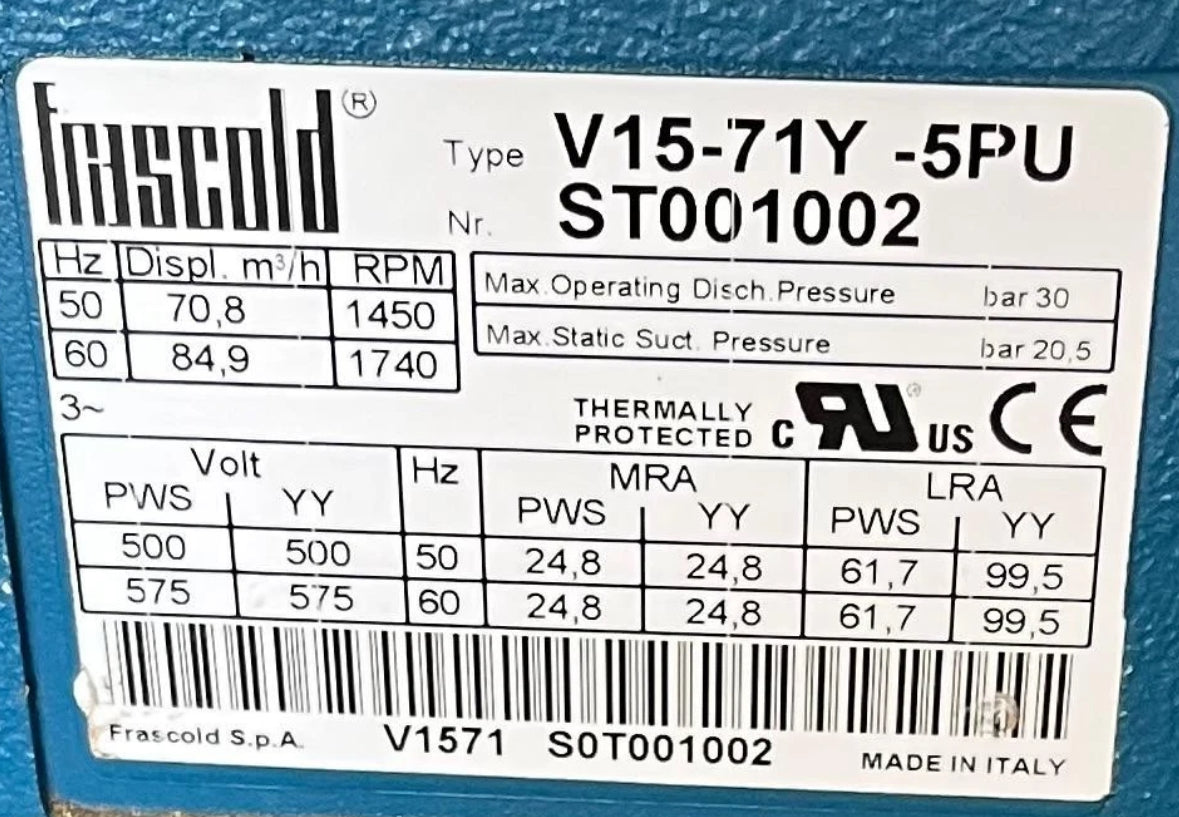 frascold ®
Type V15-71Y -5PU
Nr. ST001002
Hz Displ. m³/h RPM
50 70,8 1450
60 84,9 1740
Max.Operating Disch.Pressure bar 30
Max.Static Suct. Pressure bar 20,5
3~
THERMALLY
PROTECTED c RU ® US CE
Volt Hz MRA LRA
PWS YY PWS YY PWS YY
500 500 50 24,8 24,8 61,7 99,5
575 575 60 24,8 24,8 61,7 99,5
Frascold S.p.A. V1571 S0T001002 MADE IN ITALY